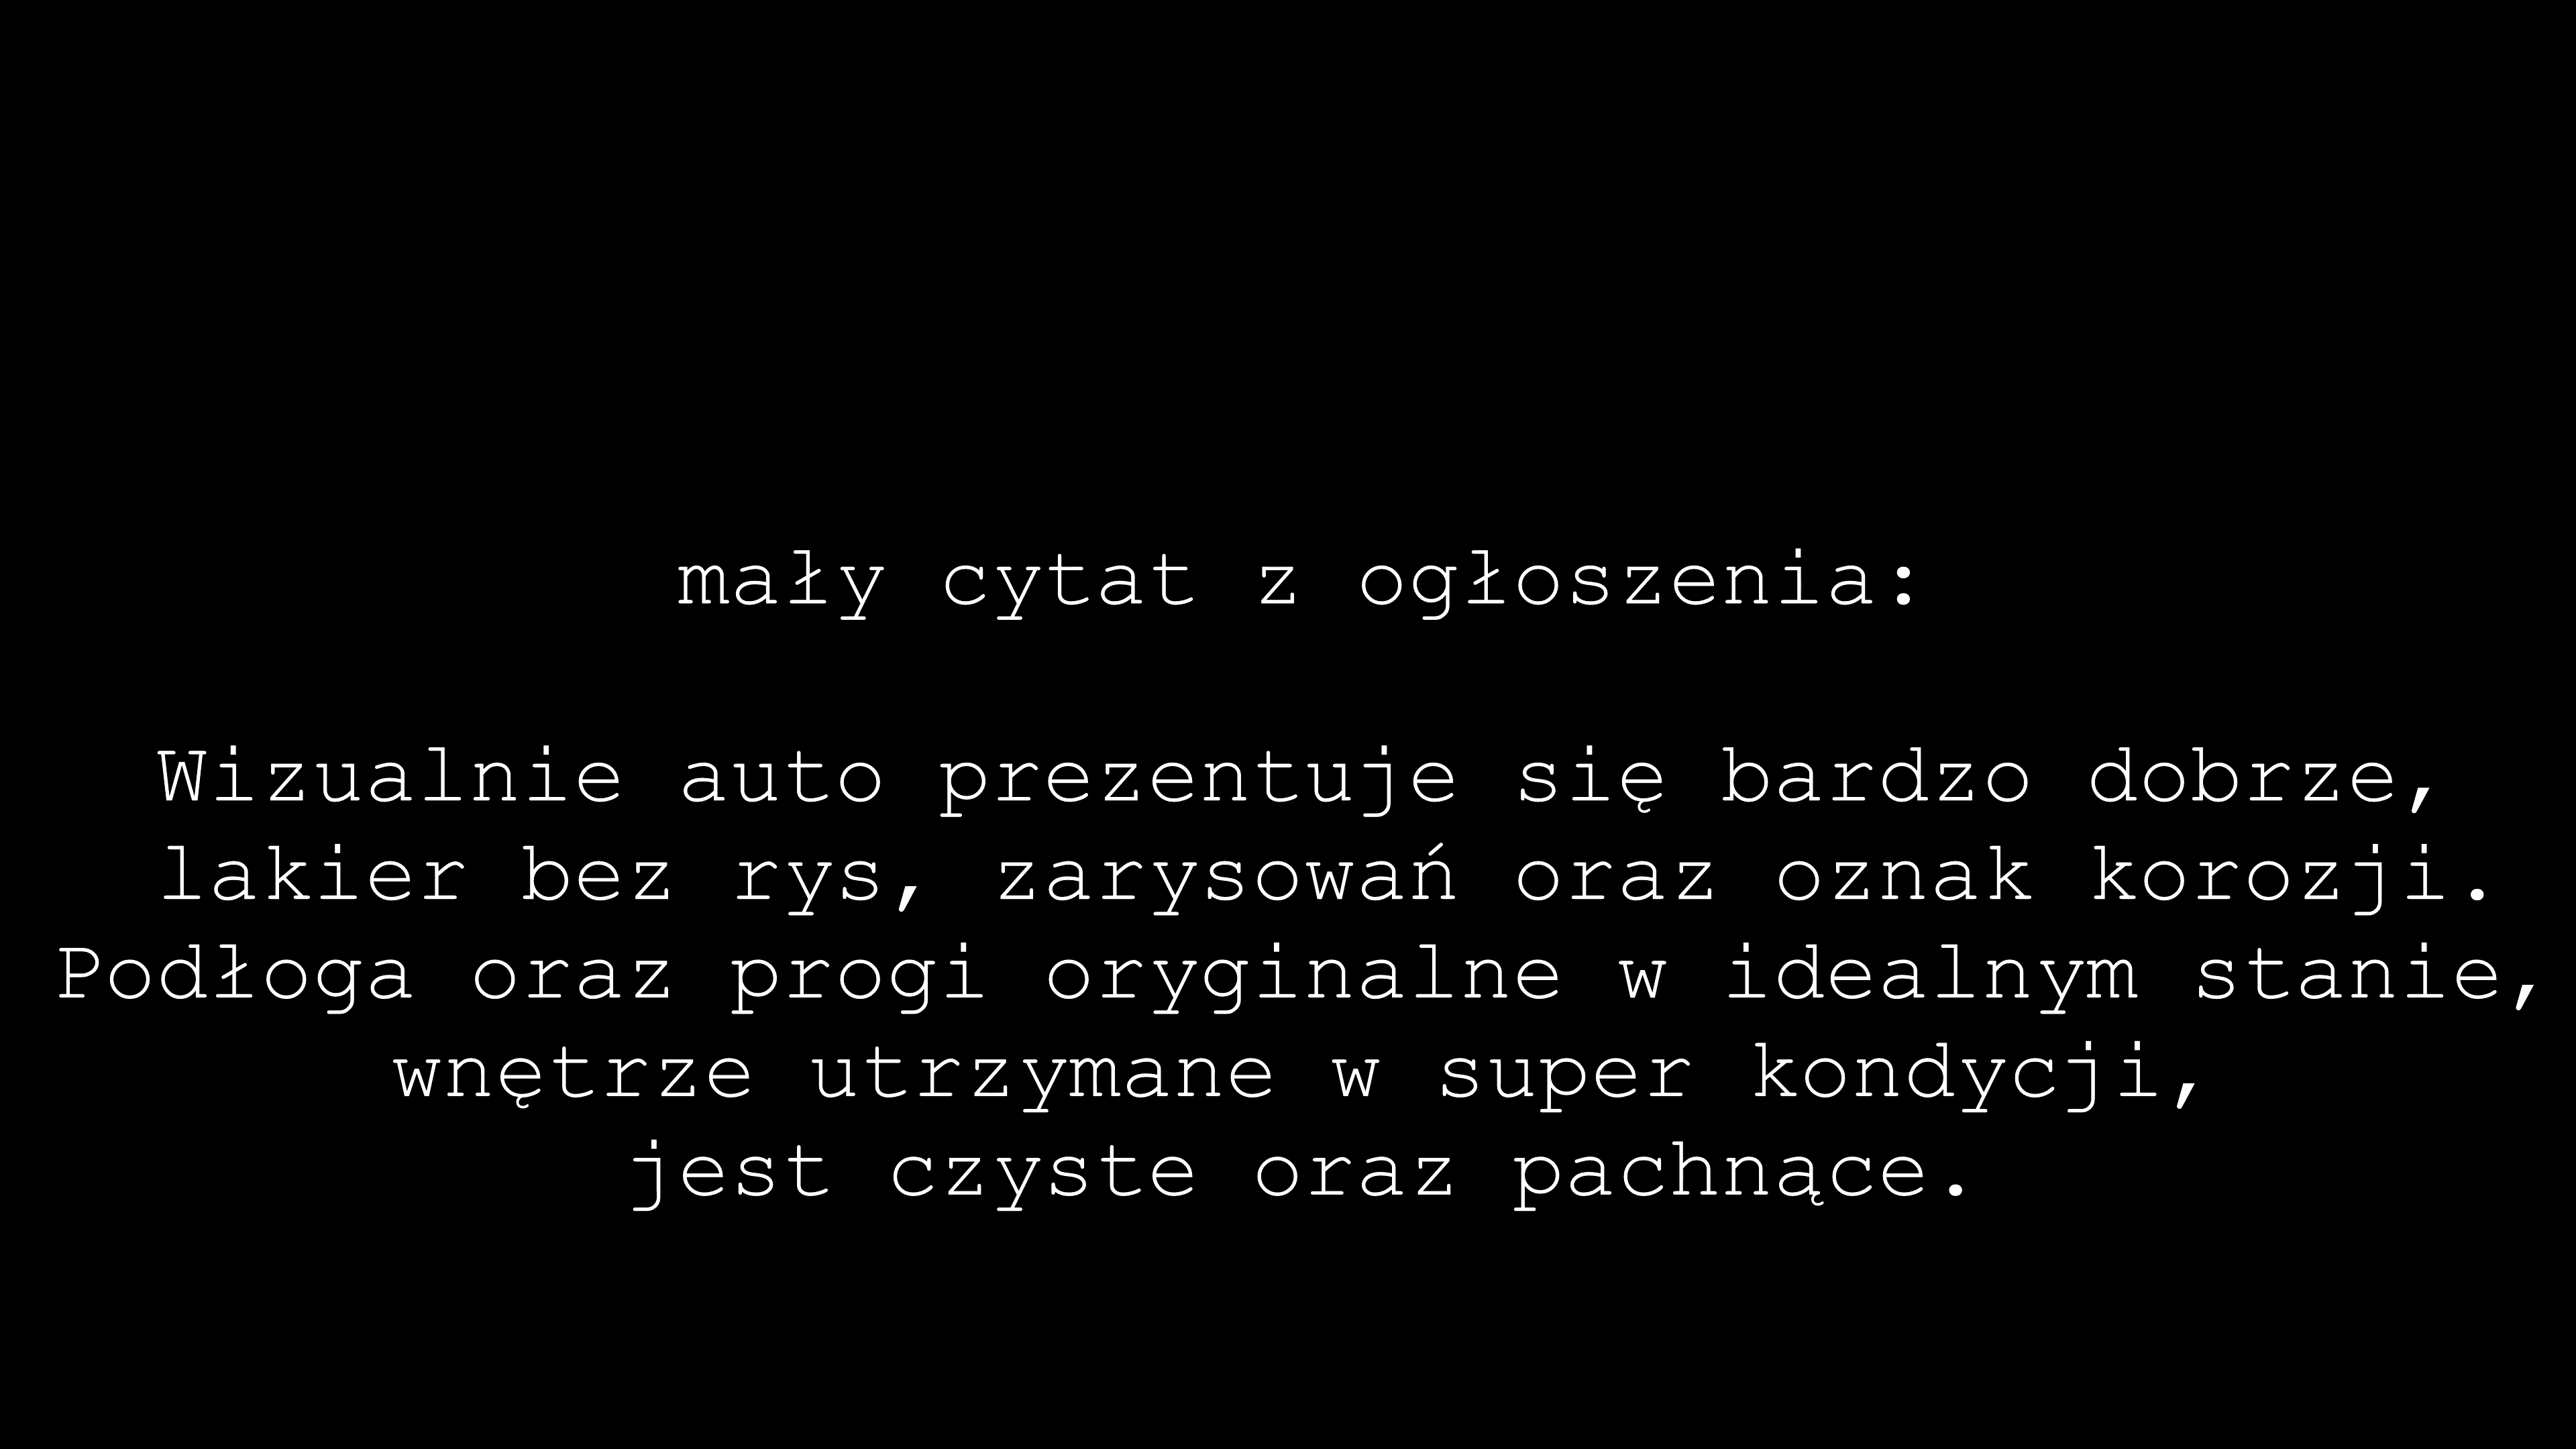 mały cytat z ogłoszenia:
Wizualnie auto prezentuje się bardzo dobrze,
lakier bez rys, zarysowań oraz oznak korozji.
Podłoga oraz progi oryginalne w idealnym stanie,
wnętrze utrzymane w super kondycji,
jest czyste oraz pachnące.